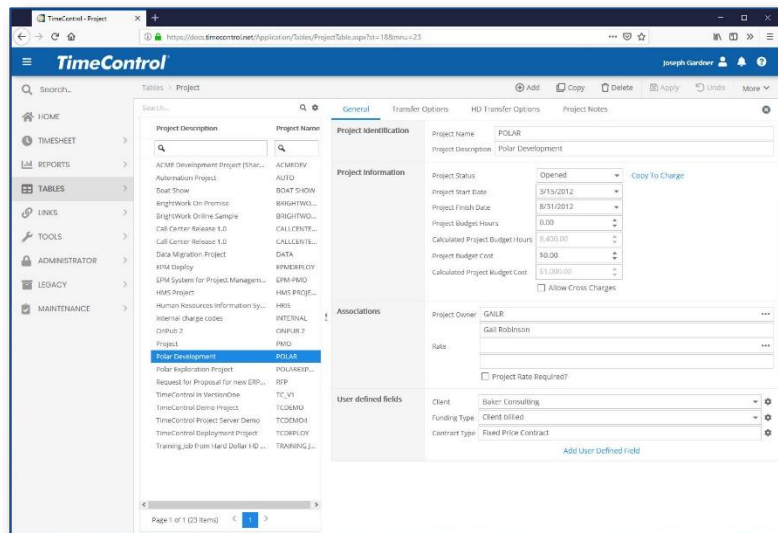 TimeControl - Project
https://docs.timecontrol.net/Application/Tables/ProjectTable.aspx?st=18&mnu=23
TimeControl
Joseph Gardner
Search...
Tables > Project
Add Copy Delete Apply Undo More
HOME
TIMESHEET
REPORTS
TABLES
LINKS
TOOLS
ADMINISTRATOR
LEGACY
MAINTENANCE
Search...
Project Description Project Name
ACME Development Project (Shar... ACMEDEV
Automation Project AUTO
Boat Show BOAT SHOW
BrightWork On Premise BRIGHTWO...
BrightWork Online Sample BRIGHTWO...
Call Center Release 1.0 CALLCENTE...
Call Center Release 1.0 CALLCENTE...
Data Migration Project DATA
EPM Deploy EPMDEPLOY
EPM System for Project Managem... EPM-PMO
HMS Project HMS PROJE...
Human Resources Information Sy... HRIS
Internal charge codes INTERNAL
OnPub 2 ONPUB 2
Project PMO
Polar Development POLAR
Polar Exploration Project POLAREXP...
Request for Proposal for new ERP... RFP
TimeControl in VersionOne TC_V1
TimeControl Demo Project TCDEMO
TimeControl Project Server Demo TCDEMO4
TimeControl Deployment Project TCDEPLOY
Training Job from Hard Dollar HD ... TRAINING J...
Page 1 of 1 (23 items) < 1 >
General Transfer Options HD Transfer Options Project Notes
Project Identification
Project Name POLAR
Project Description Polar Development
Project Information
Project Status Opened Copy To Charge
Project Start Date 3/15/2012
Project Finish Date 8/31/2012
Project Budget Hours 0.00
Calculated Project Budget Hours 8,400.00
Project Budget Cost $0.00
Calculated Project Budget Cost $1,000.00
Allow Cross Charges
Associations
Project Owner GAILR
Gail Robinson
Rate
Project Rate Required?
User defined fields
Client Baker Consulting
Funding Type Client billed
Contract Type Fixed Price Contract
Add User Defined Field